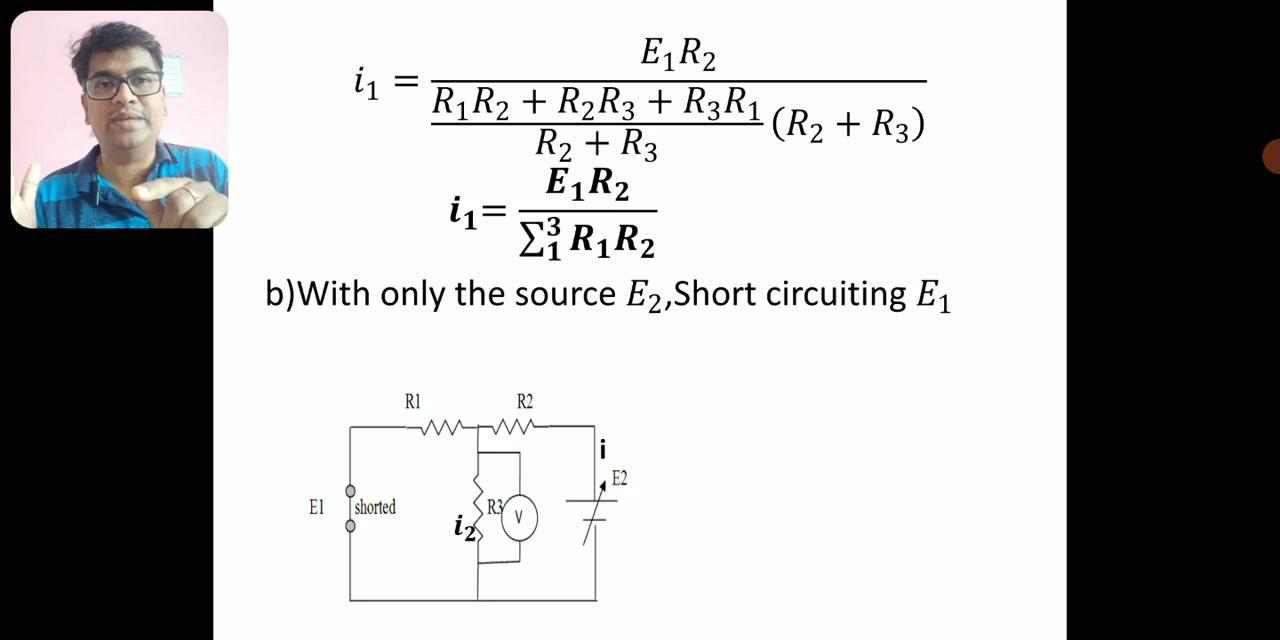 i₁ = E₁R₂ / ((R₁R₂ + R₂R₃ + R₃R₁) / (R₂ + R₃) (R₂ + R₃))
i₁= E₁R₂ / ∑₁³ R₁R₂
b)With only the source E₂,Short circuiting E₁
R1 R2
i
E2
E1 shorted R3 V
i₂